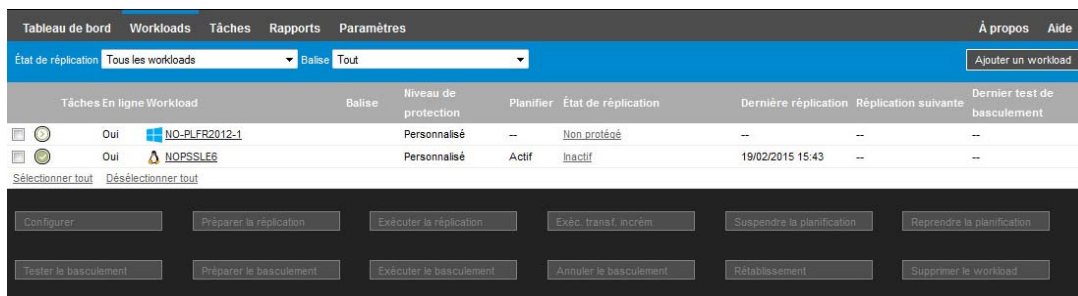 Tableau de bord Workloads Tâches Rapports Paramètres À propos Aide
État de réplication Tous les workloads Balise Tout Ajouter un workload
Tâches En ligne Workload Balise Niveau de protection Planifier État de réplication Dernière réplication Réplication suivante Dernier test de basculement
Oui NO-PLFR2012-1 Personnalisé -- Non protégé -- -- --
Oui NOPSSLE6 Personnalisé Actif Inactif 19/02/2015 15:43 -- --
Sélectionner tout Désélectionner tout
Configurer Préparer la réplication Exécuter la réplication Exéc. transf. incrém. Suspendre la planification Reprendre la planification
Tester le basculement Préparer le basculement Exécuter le basculement Annuler le basculement Rétablissement Supprimer le workload